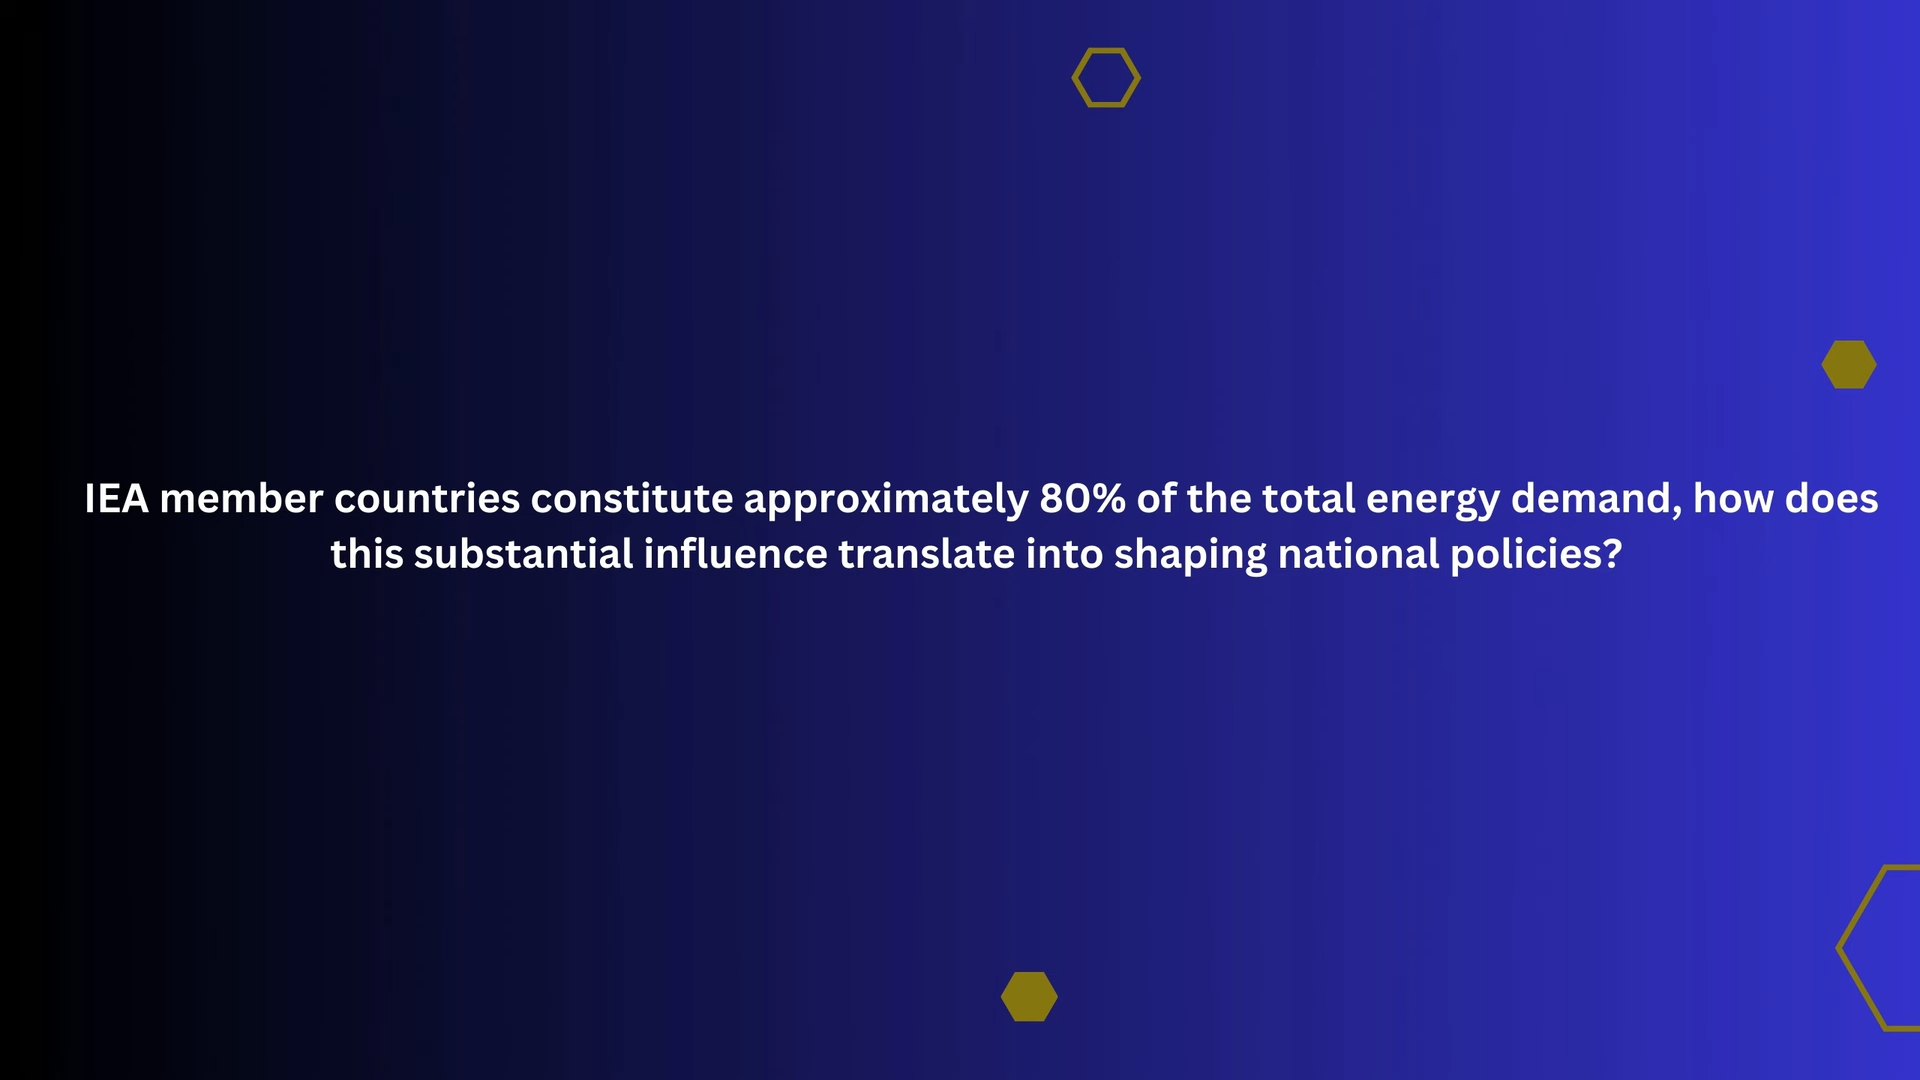 IEA member countries constitute approximately 80% of the total energy demand, how does
this substantial influence translate into shaping national policies?